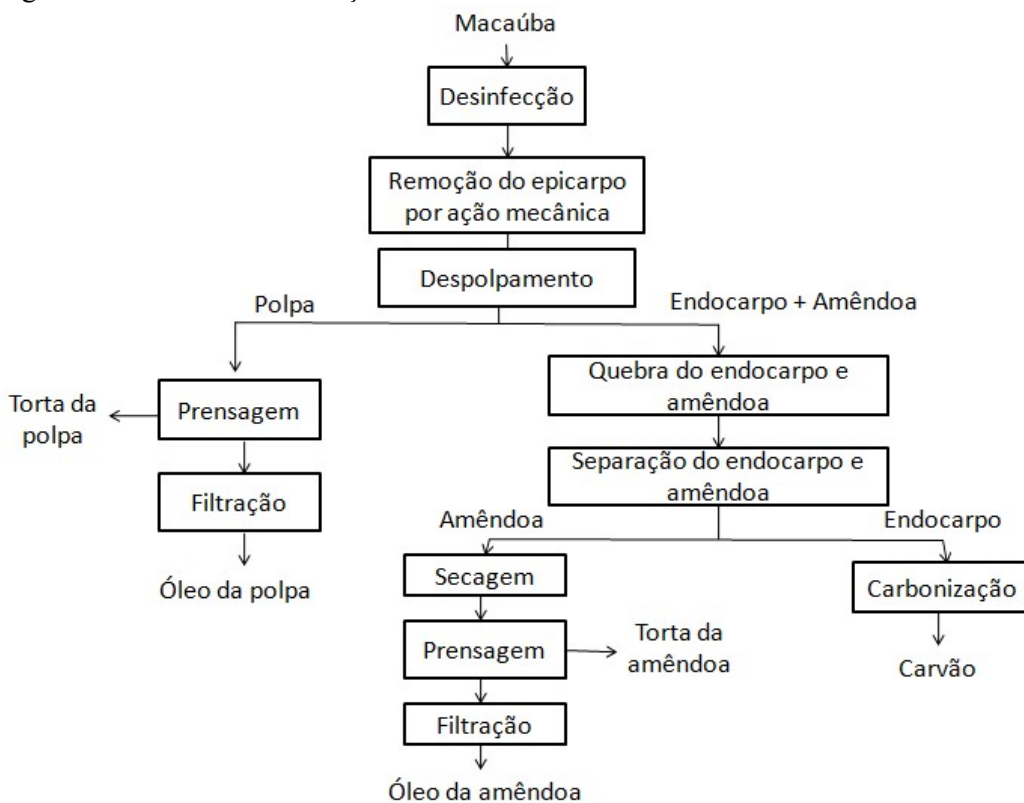 Macaúba
Desinfecção
Remoção do epicarpo
por ação mecânica
Despolpamento
Polpa
Endocarpo + Amêndoa
Quebra do endocarpo e
amêndoa
Torta da
polpa
Prensagem
Separação do endocarpo e
amêndoa
Filtração
Amêndoa
Endocarpo
Óleo da polpa
Secagem
Carbonização
Prensagem
Torta da
amêndoa
Carvão
Filtração
Óleo da amêndoa